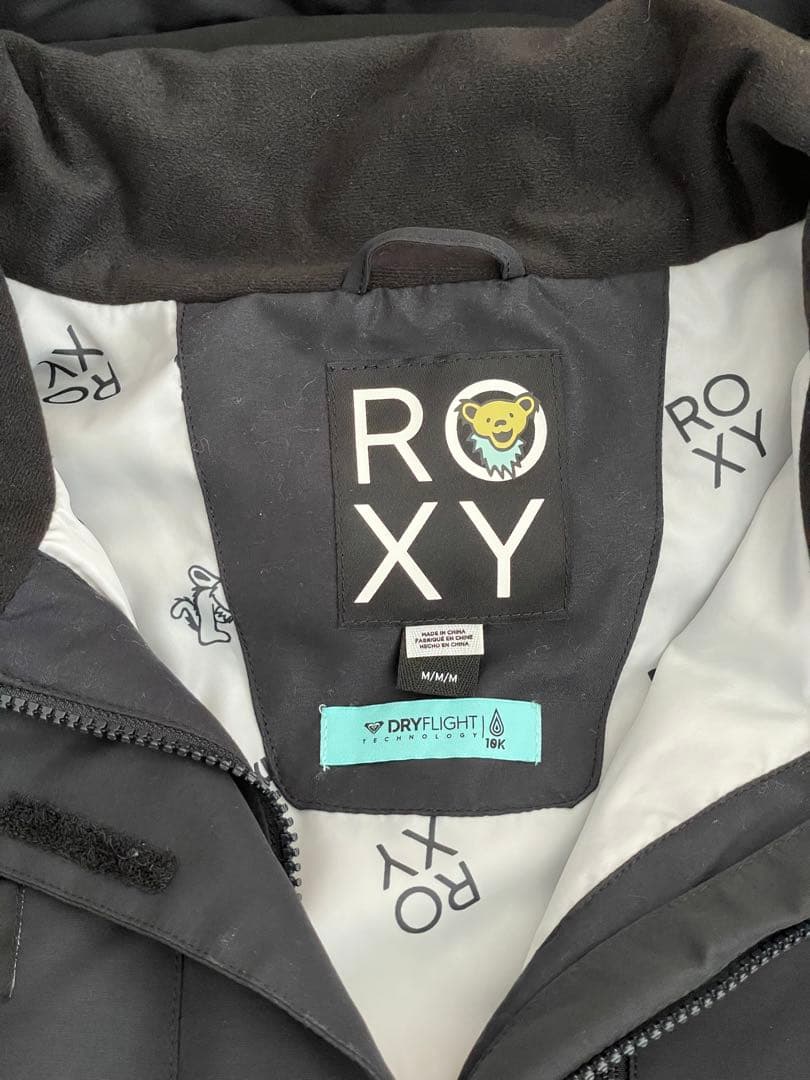 RO
XY
MADE IN CHINA
FABRIQUÉ EN CHINE
HECHO EN CHINA
M/M/M
DRYFLIGHT
TECHNOLOGY
10K
RO
XY
RO
XY
RO
XY